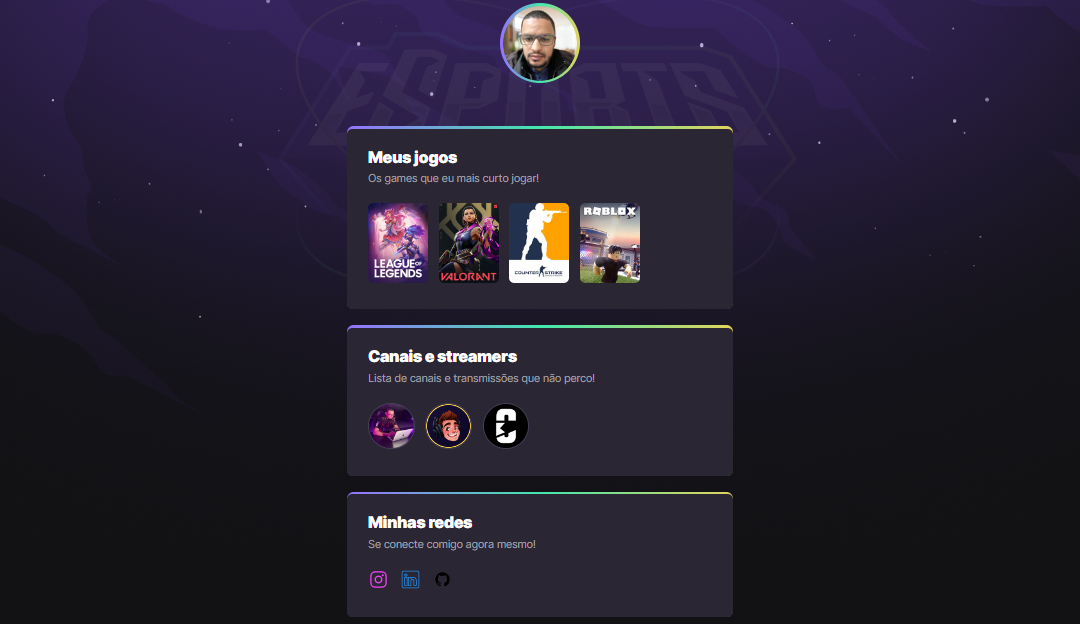 ESPORTS
Meus jogos
Os games que eu mais curto jogar!
LEAGUE OF
LEGENDS
VALORANT
COUNTER STRIKE
ROBLOX
Canais e streamers
Lista de canais e transmissões que não perco!
Minhas redes
Se conecte comigo agora mesmo!
in